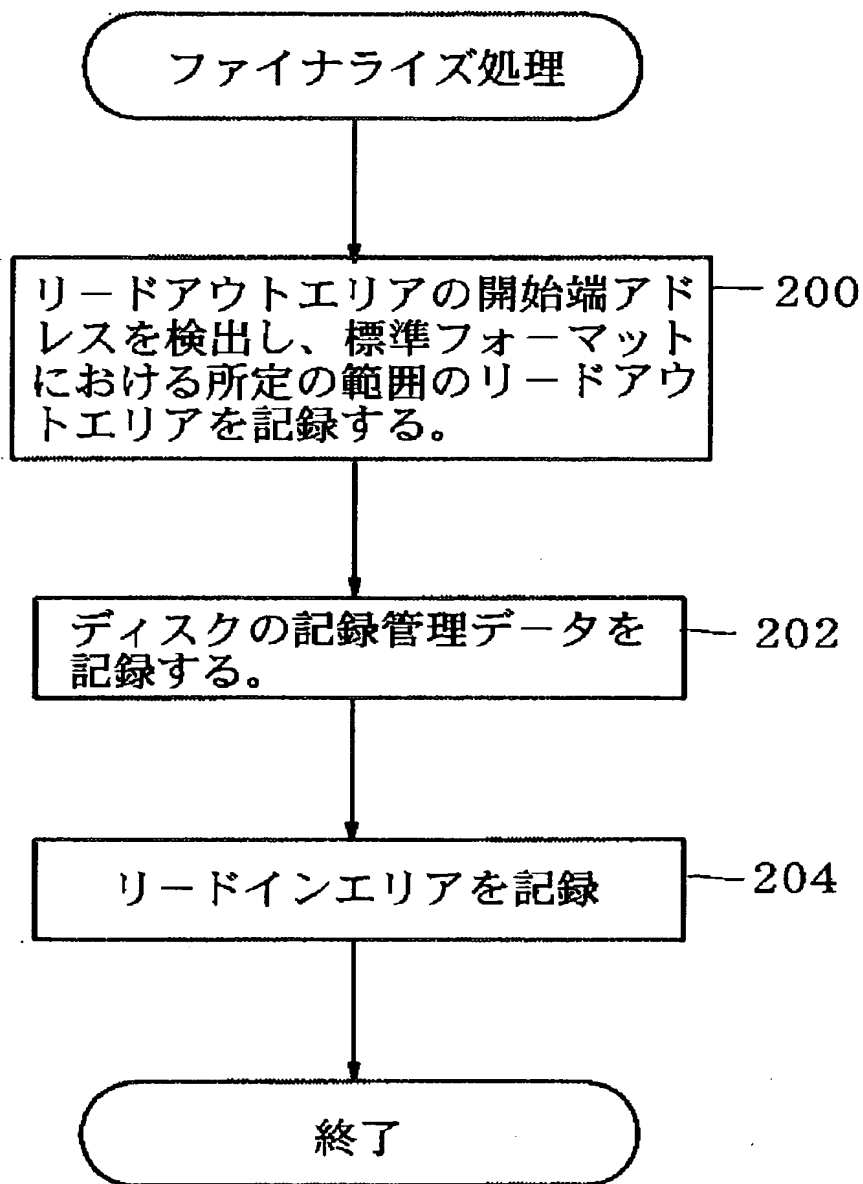 ファイナライズ処理
リードアウトエリアの開始端アド
レスを検出し、標準フォーマット
における所定の範囲のリードアウ
トエリアを記録する。
200
ディスクの記録管理データを
記録する。
202
リードインエリアを記録
204
終了